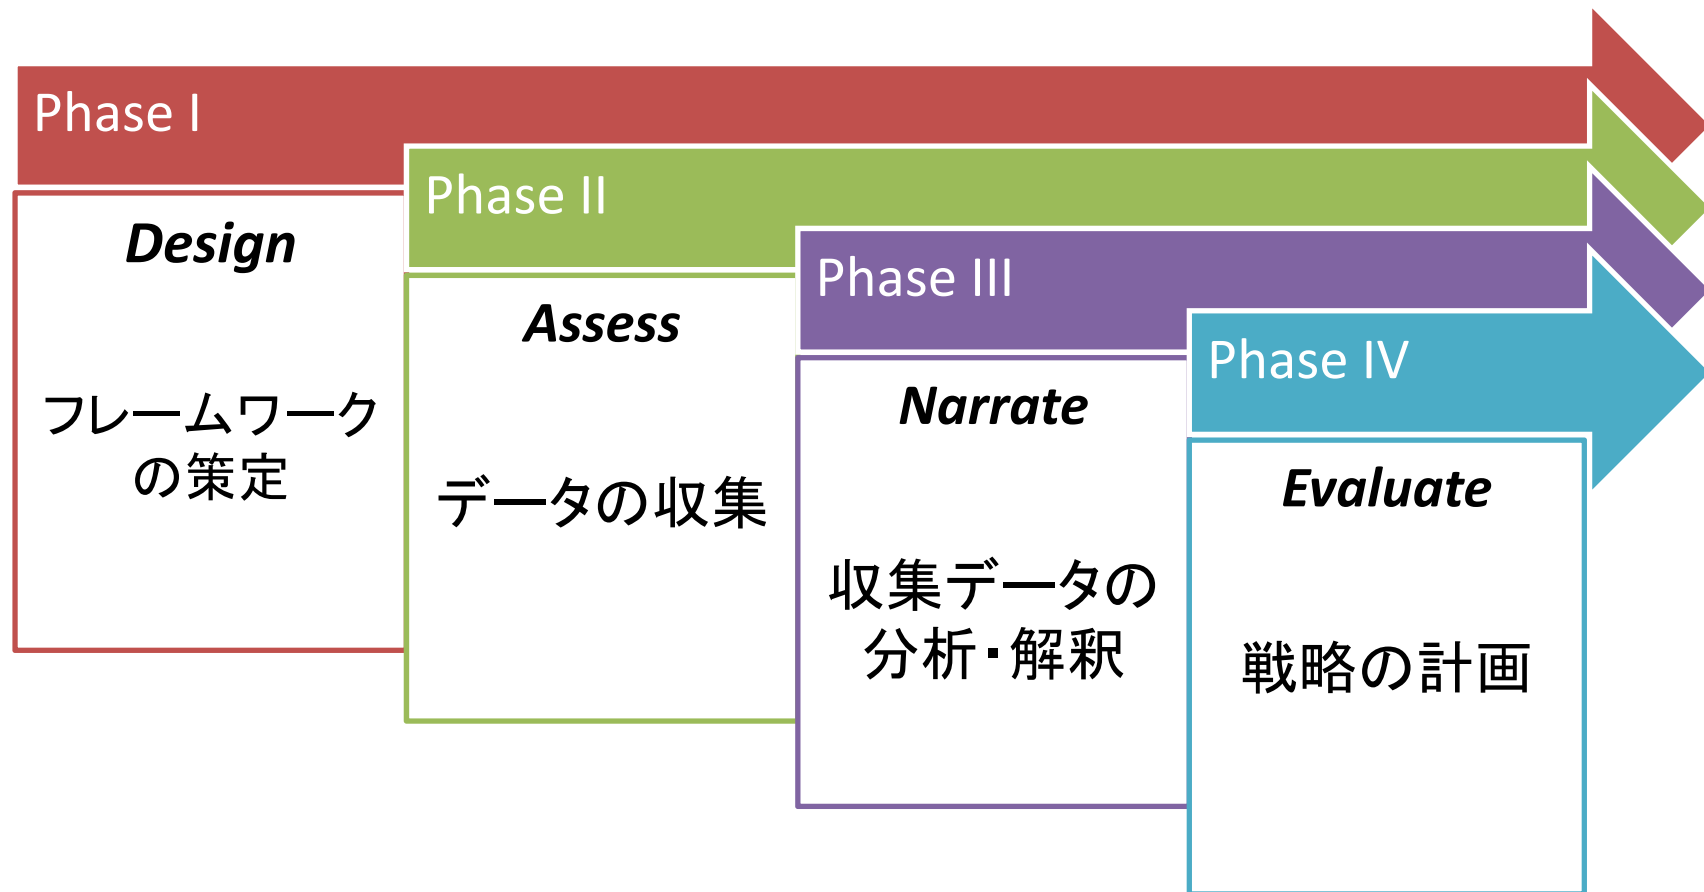 Phase I
Design
フレームワーク
の策定
Phase II
Assess
データの収集
Phase III
Narrate
収集データの
分析・解釈
Phase IV
Evaluate
戦略の計画